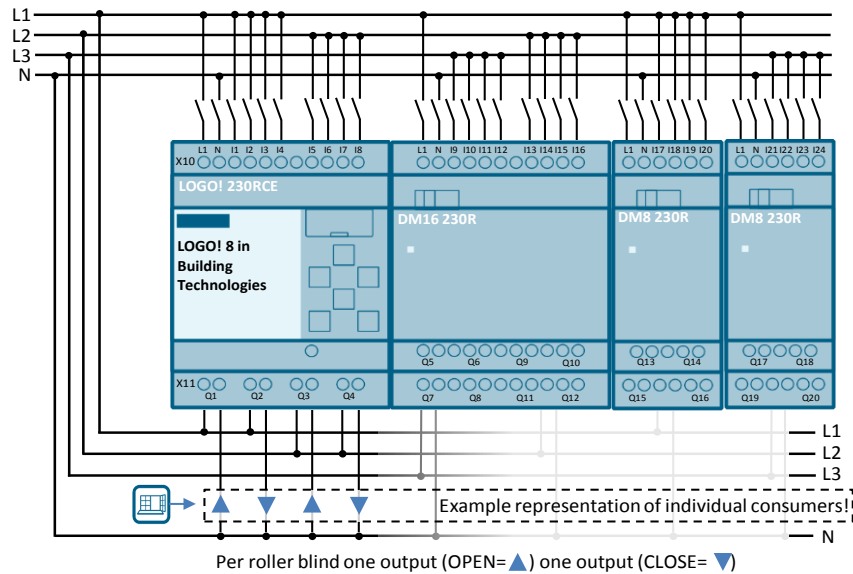 L1
L2
L3
N
L1 N I1 I2 I3 I4 I5 I6 I7 I8
L1 N I9 I10 I11 I12 I13 I14 I15 I16
L1 N I17 I18 I19 I20
L1 N I21 I22 I23 I24
X10
LOGO! 230RCE
DM16 230R
DM8 230R
DM8 230R
LOGO! 8 in
Building
Technologies
Q5 Q6 Q9 Q10
Q13 Q14
Q17 Q18
X11
Q1 Q2 Q3 Q4
Q7 Q8 Q11 Q12
Q15 Q16
Q19 Q20
L1
L2
L3
Example representation of individual consumers!
N
Per roller blind one output (OPEN= ) one output (CLOSE= )